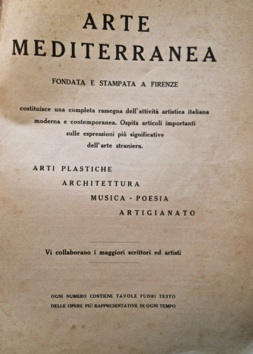 ARTE
MEDITERRANEA
FONDATA E STAMPATA A FIRENZE
costituisce una completa rassegna dell'attività artistica italiana
moderna e contemporanea. Ospita articoli importanti
sulle espressioni più significative
dell'arte straniera.
ARTI PLASTICHE
ARCHITETTURA
MUSICA - POESIA
ARTIGIANATO
Vi collaborano i maggiori scrittori ed artisti
OGNI NUMERO CONTIENE TAVOLE FUORI TESTO
DELLE OPERE PIÙ RAPPRESENTATIVE DI OGNI TEMPO